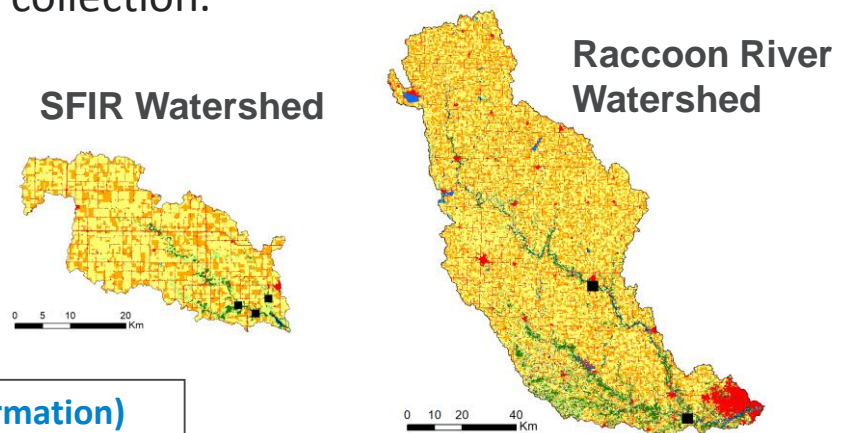 collection.
SFIR Watershed
Raccoon River
Watershed
0 5 10 20
Km
0 10 20 40
Km
rmation)